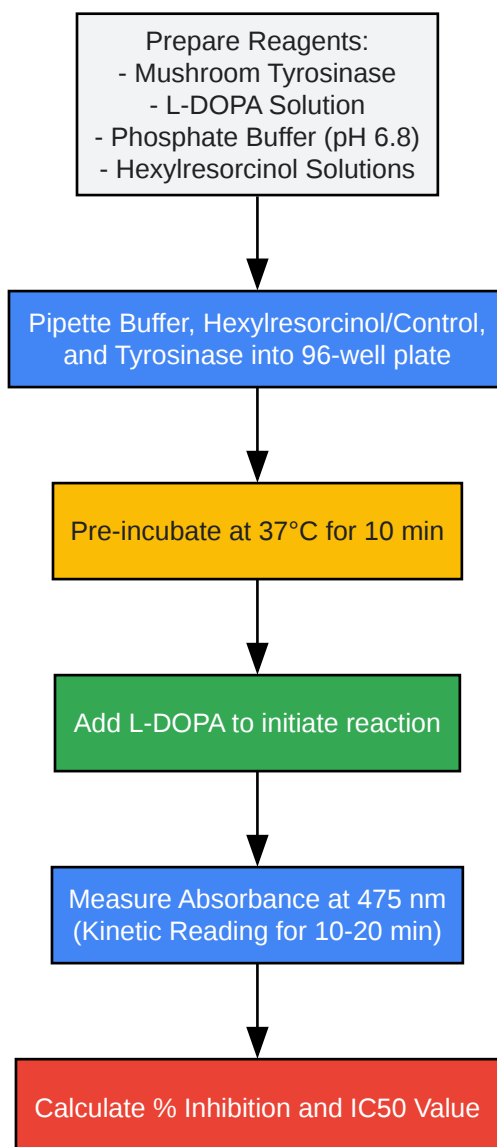 Prepare Reagents:
- Mushroom Tyrosinase
- L-DOPA Solution
- Phosphate Buffer (pH 6.8)
- Hexylresorcinol Solutions
Pipette Buffer, Hexylresorcinol/Control,
and Tyrosinase into 96-well plate
Pre-incubate at 37°C for 10 min
Add L-DOPA to initiate reaction
Measure Absorbance at 475 nm
(Kinetic Reading for 10-20 min)
Calculate % Inhibition and IC50 Value